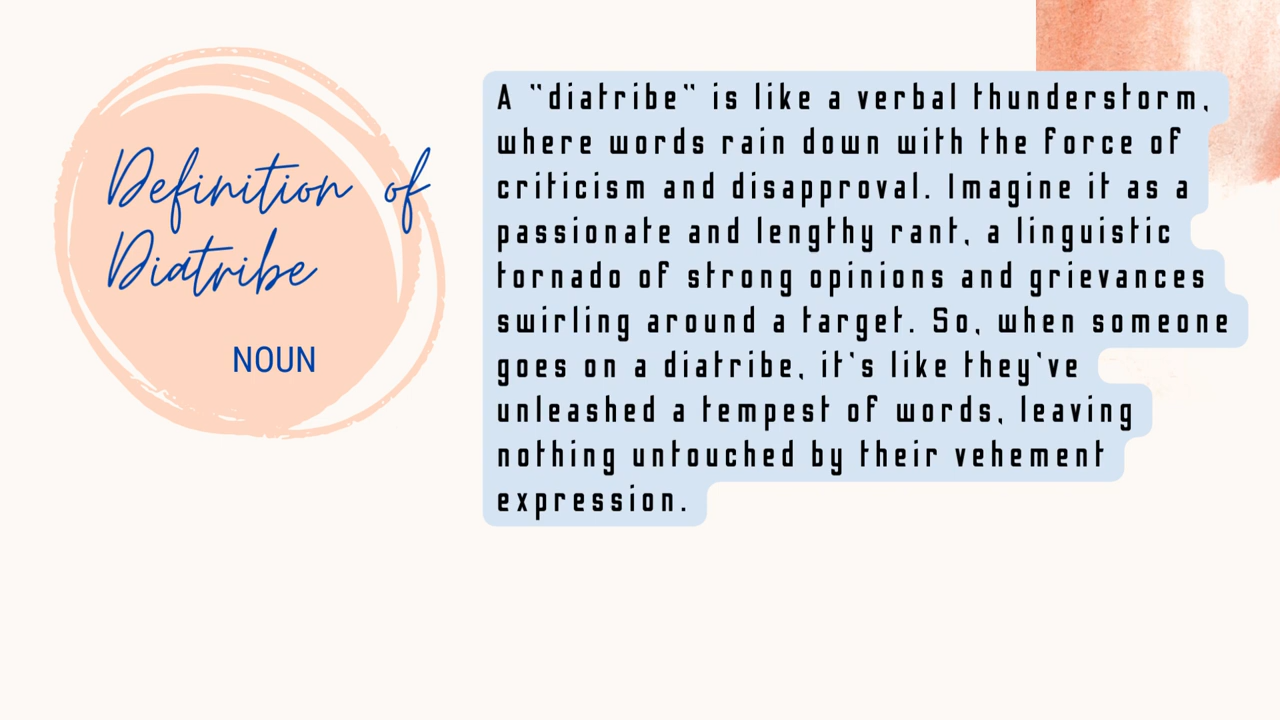 Definition of
Diatribe
NOUN
A "diatribe" is like a verbal thunderstorm,
where words rain down with the force of
criticism and disapproval. Imagine it as a
passionate and lengthy rant, a linguistic
tornado of strong opinions and grievances
swirling around a target. So, when someone
goes on a diatribe, it's like they've
unleashed a tempest of words, leaving
nothing untouched by their vehement
expression.